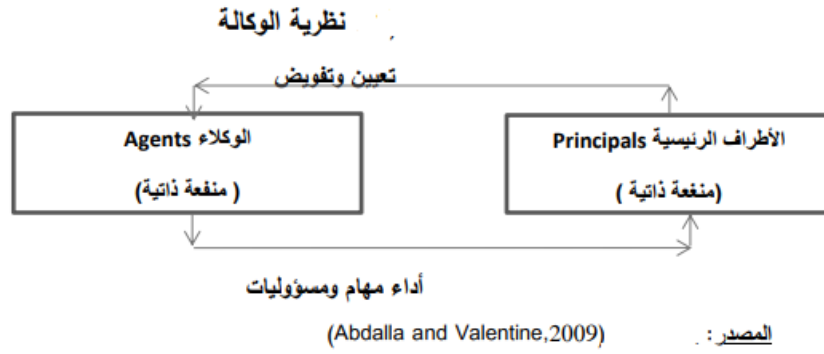 نظرية الوكالة
تعيين وتفويض
الأطراف الرئيسية Principals
(منغعة ذاتية )
الوكلاء Agents
( منفعة ذاتية)
أداء مهام ومسؤوليات
المصدر: (Abdalla and Valentine,2009)